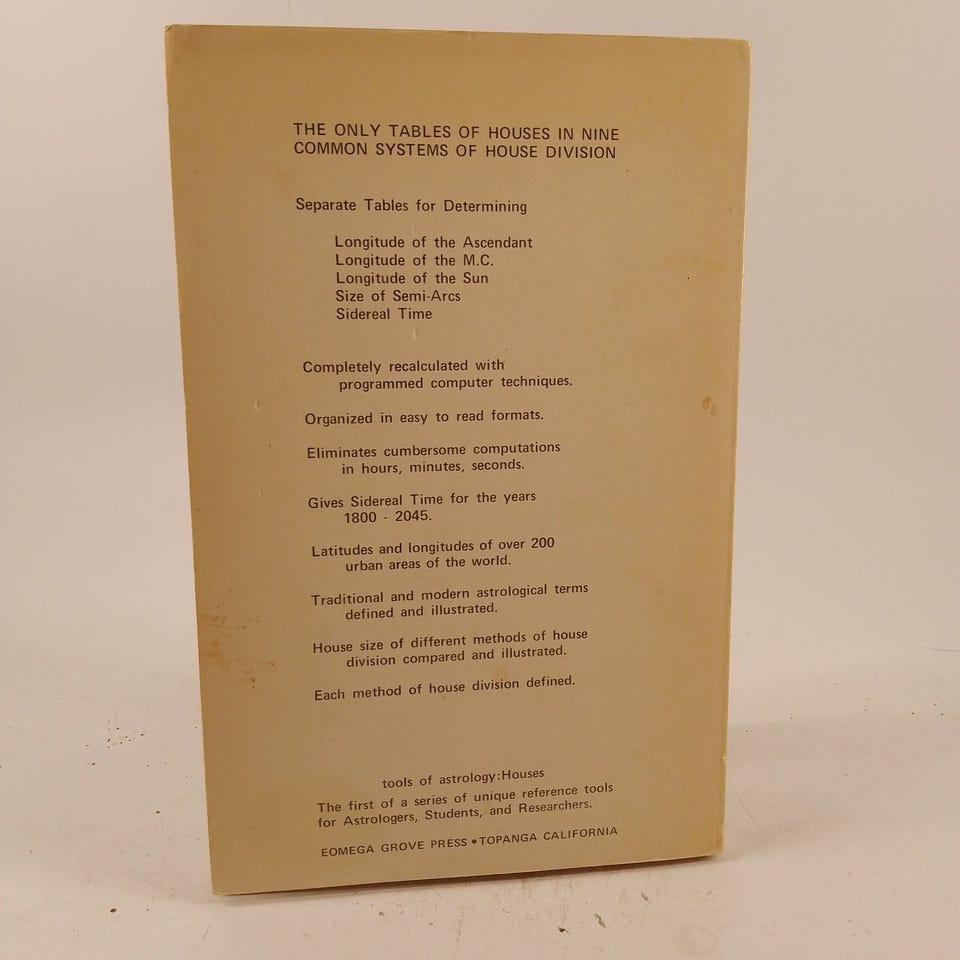 THE ONLY TABLES OF HOUSES IN NINE
COMMON SYSTEMS OF HOUSE DIVISION
Separate Tables for Determining
Longitude of the Ascendant
Longitude of the M.C.
Longitude of the Sun
Size of Semi-Arcs
Sidereal Time
Completely recalculated with
programmed computer techniques.
Organized in easy to read formats.
Eliminates cumbersome computations
in hours, minutes, seconds.
Gives Sidereal Time for the years
1800 - 2045.
Latitudes and longitudes of over 200
urban areas of the world.
Traditional and modern astrological terms
defined and illustrated.
House size of different methods of house
division compared and illustrated.
Each method of house division defined.
tools of astrology:Houses
The first of a series of unique reference tools
for Astrologers, Students, and Researchers.
EOMEGA GROVE PRESS • TOPANGA CALIFORNIA